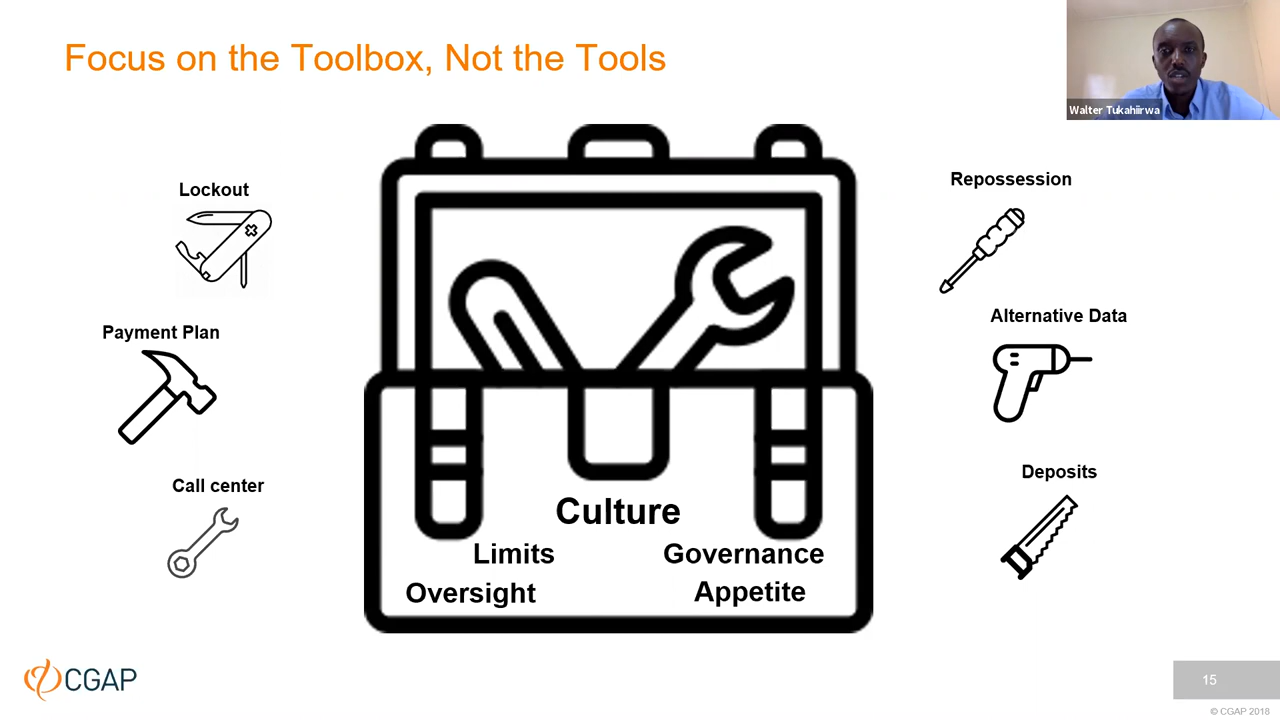 Focus on the Toolbox, Not the Tools
Walter Tukahiirwa
Lockout
Payment Plan
Call center
Culture
Limits
Governance
Oversight
Appetite
Repossession
Alternative Data
Deposits
CGAP
15
© CGAP 2018